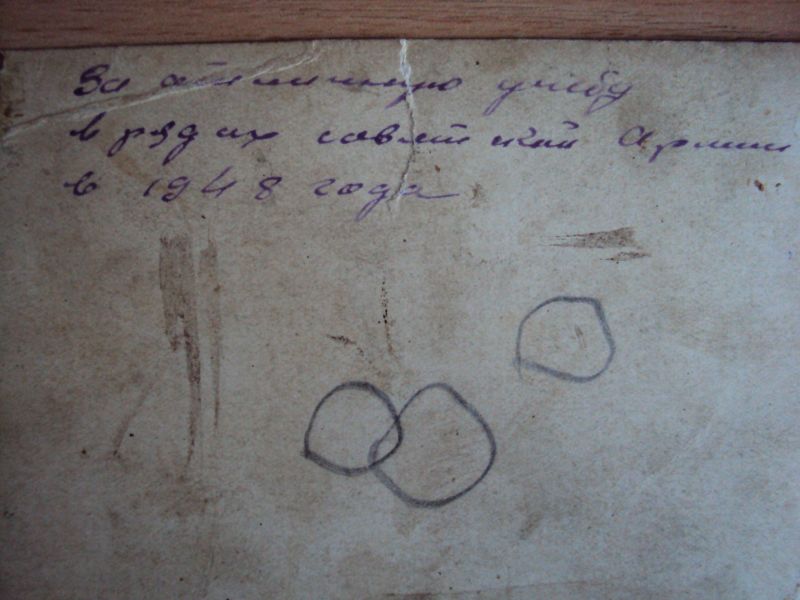 За отличную учебу
в рядах советской Армии
в 1948 года